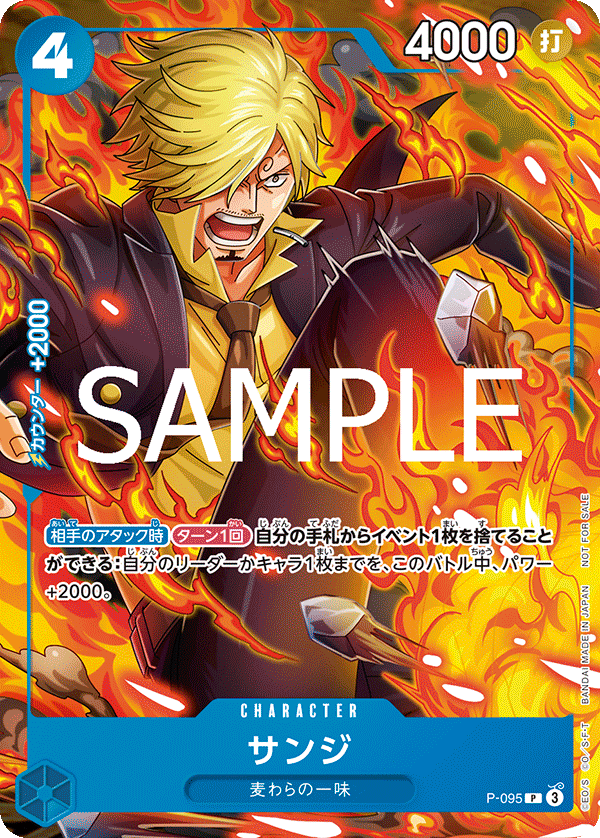 4
4000 打
カウンター +2000
SAMPLE
相手のアタック時 ターン1回 自分の手札からイベント1枚を捨てること
ができる：自分のリーダーかキャラ1枚までを、このバトル中、パワー
+2000。
CHARACTER
サンジ
麦わらの一味
P-095 P 3
©EO/S ©O/S・F・T BANDAI MADE IN JAPAN NOT FOR SALE